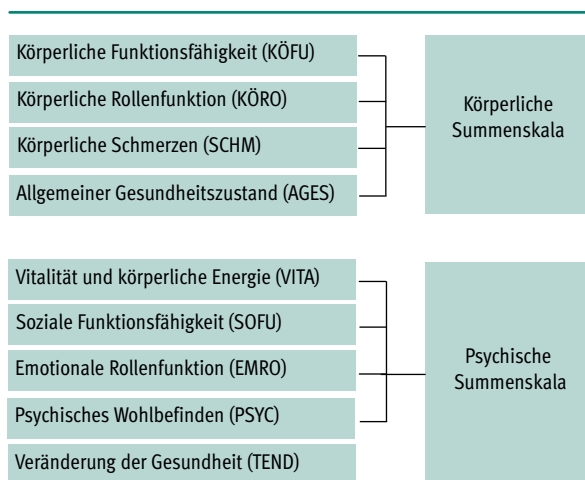 Körperliche Funktionsfähigkeit (KÖFU)
Körperliche Rollenfunktion (KÖRO)
Körperliche Schmerzen (SCHM)
Allgemeiner Gesundheitszustand (AGES)
Körperliche
Summenskala
Vitalität und körperliche Energie (VITA)
Soziale Funktionsfähigkeit (SOFU)
Emotionale Rollenfunktion (EMRO)
Psychisches Wohlbefinden (PSYC)
Veränderung der Gesundheit (TEND)
Psychische
Summenskala